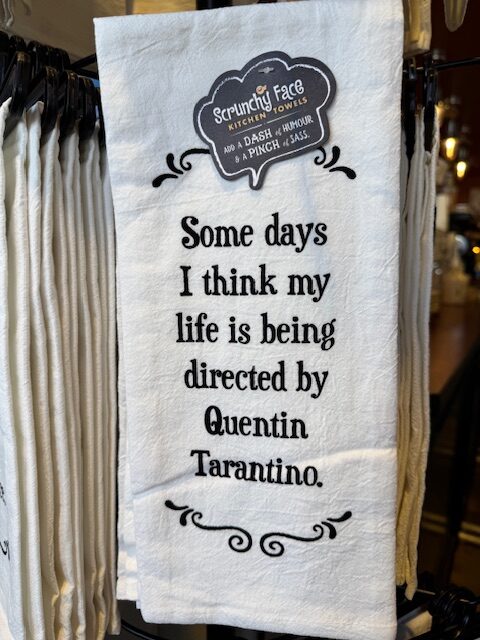 Scrunchy Face
KITCHEN TOWELS
ADD A DASH of HUMOUR
& A PINCH of SASS.
Some days
I think my
life is being
directed by
Quentin
Tarantino.